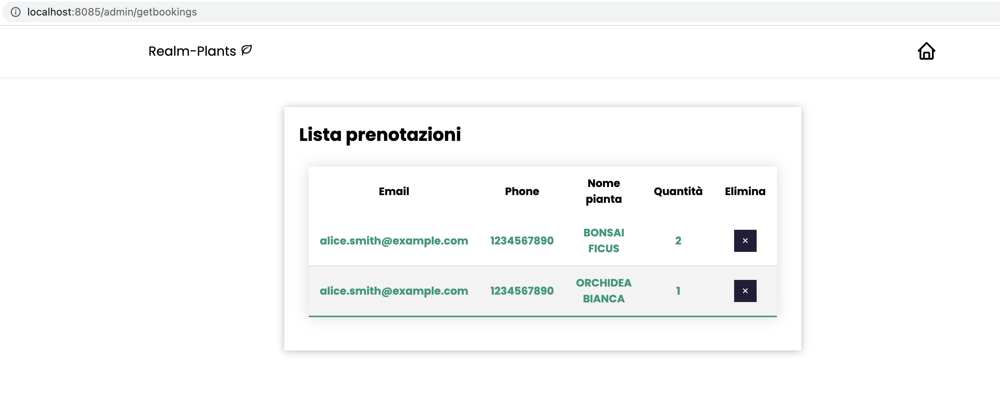 localhost:8085/admin/getbookings
Realm-Plants
Lista prenotazioni
Email Phone Nome pianta Quantità Elimina
alice.smith@example.com 1234567890 BONSAI FICUS 2 ×
alice.smith@example.com 1234567890 ORCHIDEA BIANCA 1 ×